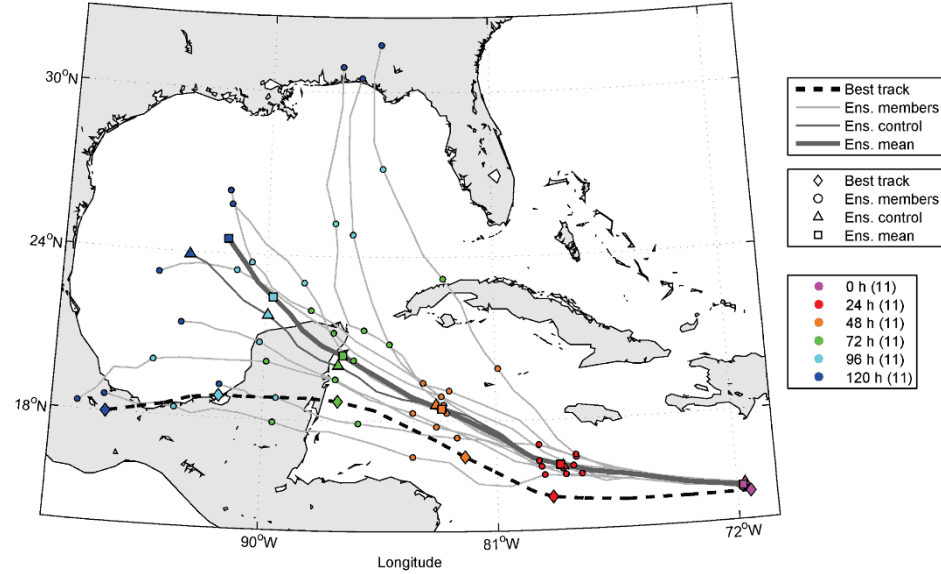 30°N
24°N
18°N
90°W
81°W
72°W
Longitude
Best track
Ens. members
Ens. control
Ens. mean
Best track
Ens. members
Ens. control
Ens. mean
0 h (11)
24 h (11)
48 h (11)
72 h (11)
96 h (11)
120 h (11)